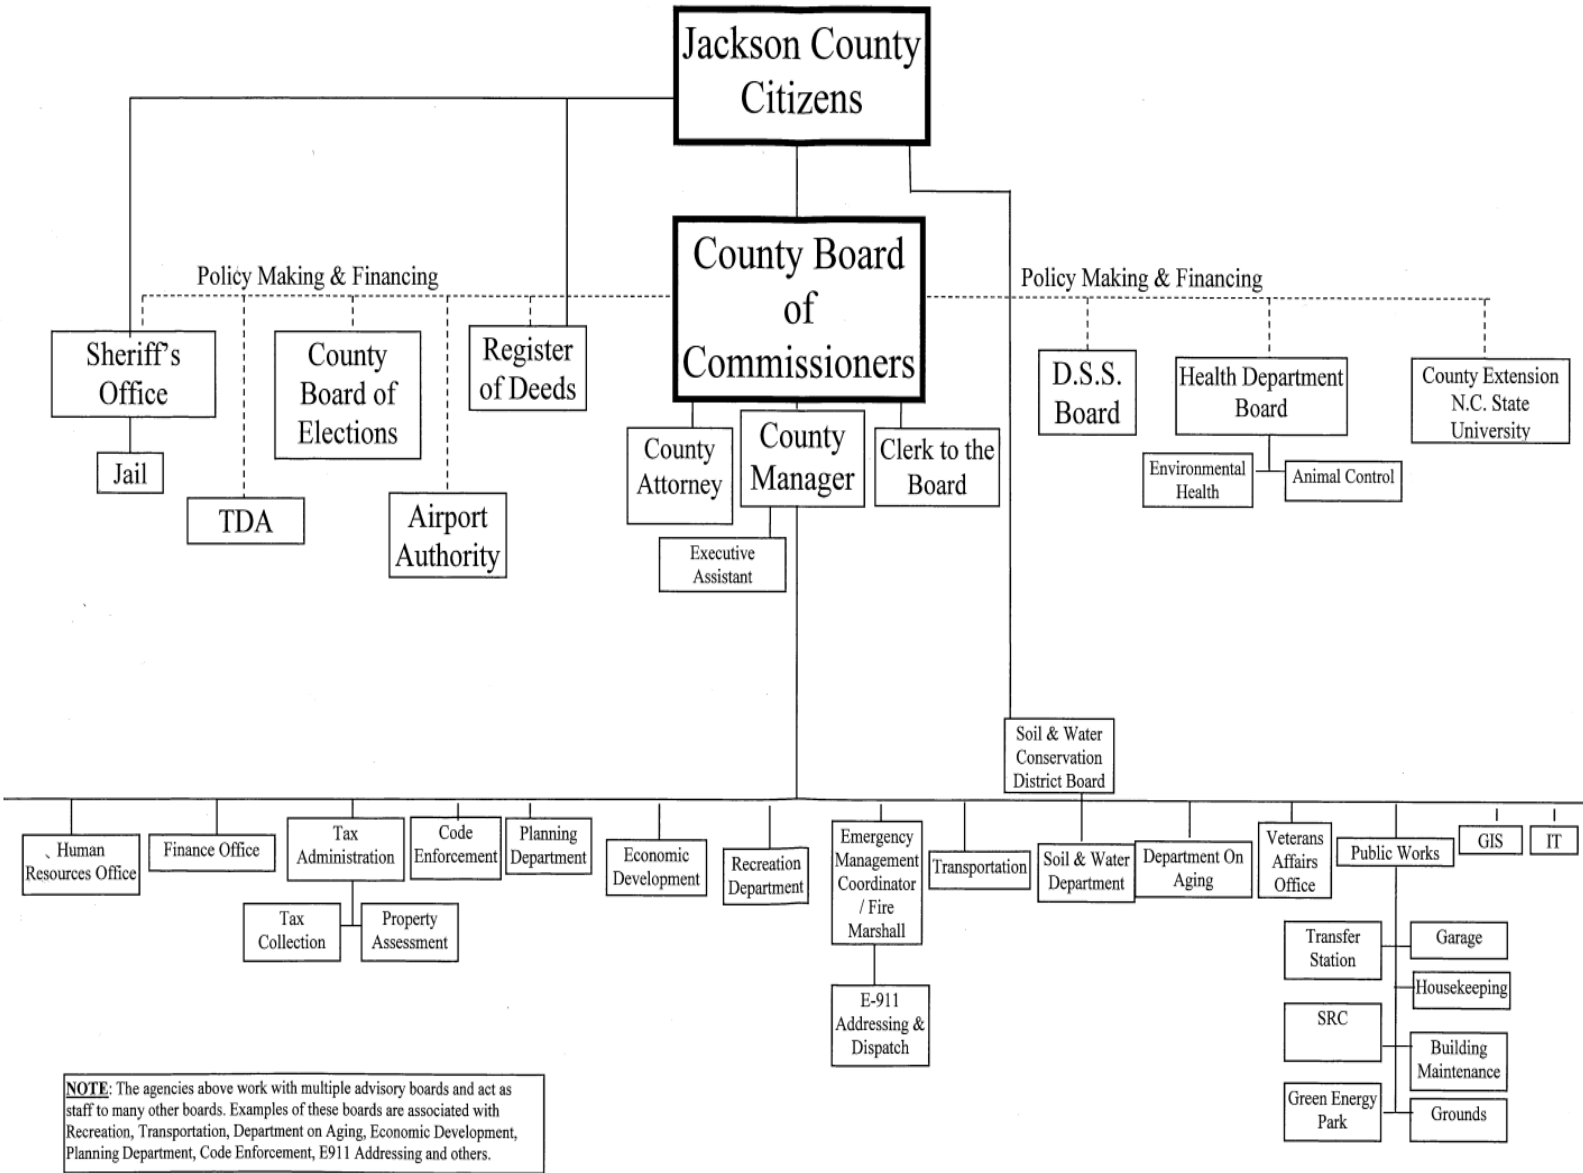 Jackson County
Citizens
County Board
of
Commissioners
Policy Making & Financing
Policy Making & Financing
Sheriff's
Office
County
Board of
Elections
Register
of Deeds
D.S.S.
Board
Health Department
Board
County Extension
N.C. State
University
Jail
TDA
Airport
Authority
County
Attorney
County
Manager
Clerk to the
Board
Executive
Assistant
Environmental
Health
Animal Control
Soil & Water
Conservation
District Board
Human
Resources Office
Finance Office
Tax
Administration
Code
Enforcement
Planning
Department
Economic
Development
Recreation
Department
Emergency
Management
Coordinator
/ Fire
Marshall
Transportation
Soil & Water
Department
Department On
Aging
Veterans
Affairs
Office
Public Works
GIS
IT
Tax
Collection
Property
Assessment
E-911
Addressing &
Dispatch
Transfer
Station
Garage
Housekeeping
SRC
Building
Maintenance
Green Energy
Park
Grounds
NOTE: The agencies above work with multiple advisory boards and act as
staff to many other boards. Examples of these boards are associated with
Recreation, Transportation, Department on Aging, Economic Development,
Planning Department, Code Enforcement, E911 Addressing and others.